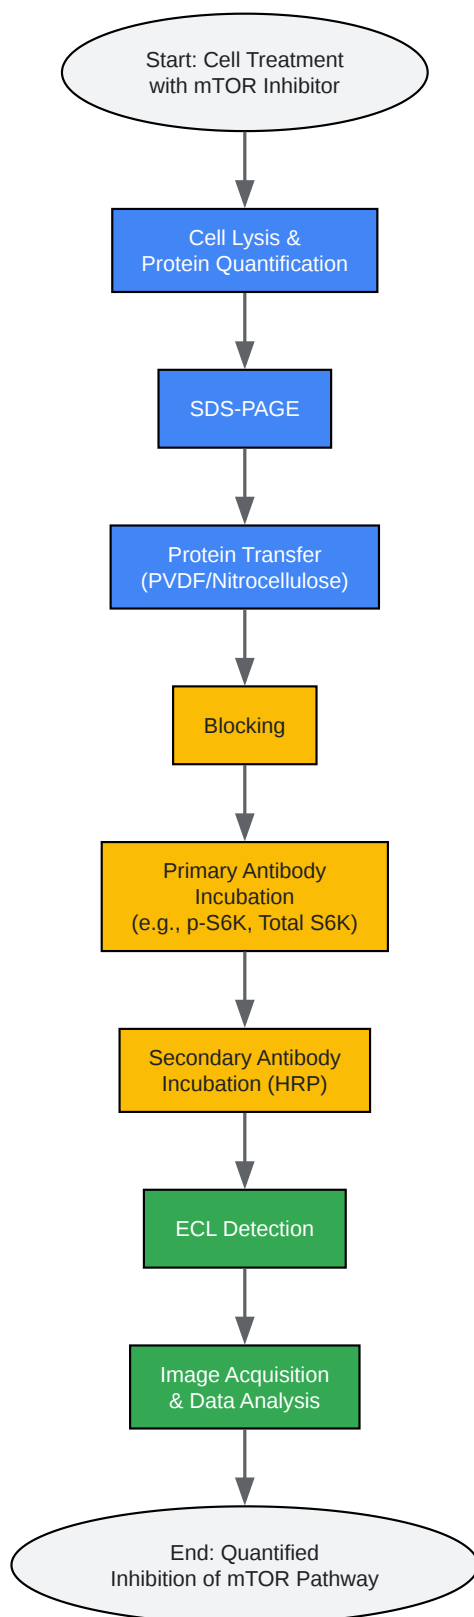 Start: Cell Treatment
with mTOR Inhibitor
Cell Lysis &
Protein Quantification
SDS-PAGE
Protein Transfer
(PVDF/Nitrocellulose)
Blocking
Primary Antibody
Incubation
(e.g., p-S6K, Total S6K)
Secondary Antibody
Incubation (HRP)
ECL Detection
Image Acquisition
& Data Analysis
End: Quantified
Inhibition of mTOR Pathway